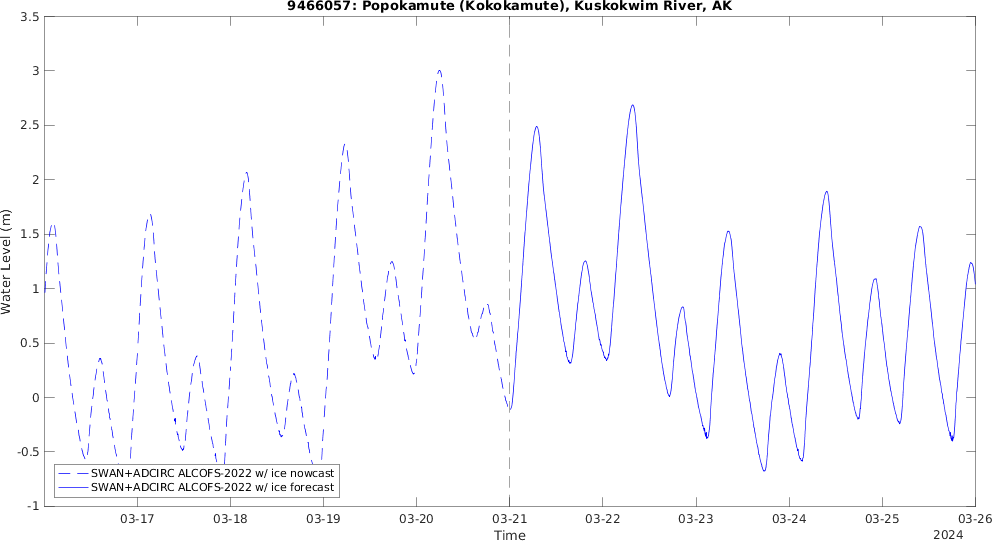 9466057: Popokamute (Kokokamute), Kuskokwim River, AK
3.5
3
2.5
2
1.5
1
0.5
0
-0.5
-1
Water Level (m)
SWAN+ADCIRC ALCOFS-2022 w/ ice nowcast
SWAN+ADCIRC ALCOFS-2022 w/ ice forecast
03-17 03-18 03-19 03-20 03-21 03-22 03-23 03-24 03-25 03-26
Time
2024